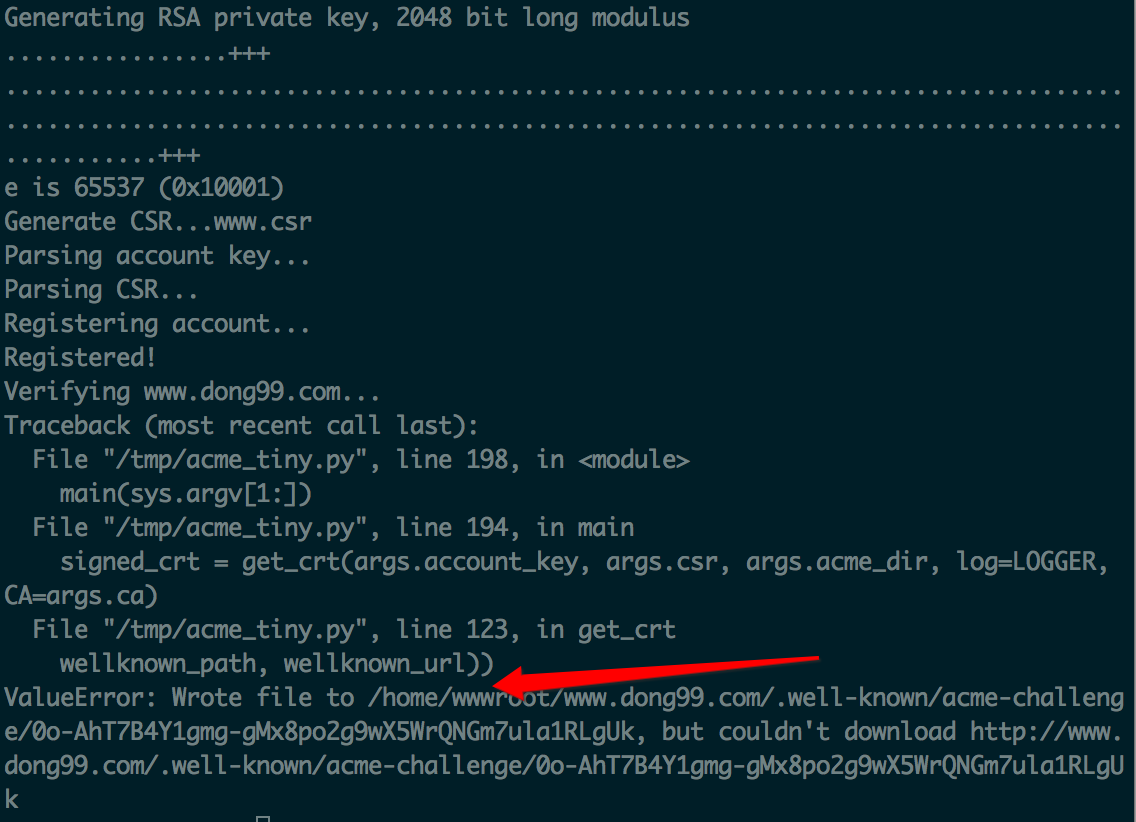 Generating RSA private key, 2048 bit long modulus
................+++
................................................................................
................................................................................
...........+++
e is 65537 (0x10001)
Generate CSR...www.csr
Parsing account key...
Parsing CSR...
Registering account...
Registered!
Verifying www.dong99.com...
Traceback (most recent call last):
  File "/tmp/acme_tiny.py", line 198, in <module>
    main(sys.argv[1:])
  File "/tmp/acme_tiny.py", line 194, in main
    signed_crt = get_crt(args.account_key, args.csr, args.acme_dir, log=LOGGER,
CA=args.ca)
  File "/tmp/acme_tiny.py", line 123, in get_crt
    wellknown_path, wellknown_url))
ValueError: Wrote file to /home/wwwroot/www.dong99.com/.well-known/acme-challeng
e/0o-AhT7B4Y1gmg-gMx8po2g9wX5WrQNGm7ula1RLgUk, but couldn't download http://www.
dong99.com/.well-known/acme-challenge/0o-AhT7B4Y1gmg-gMx8po2g9wX5WrQNGm7ula1RLgU
k